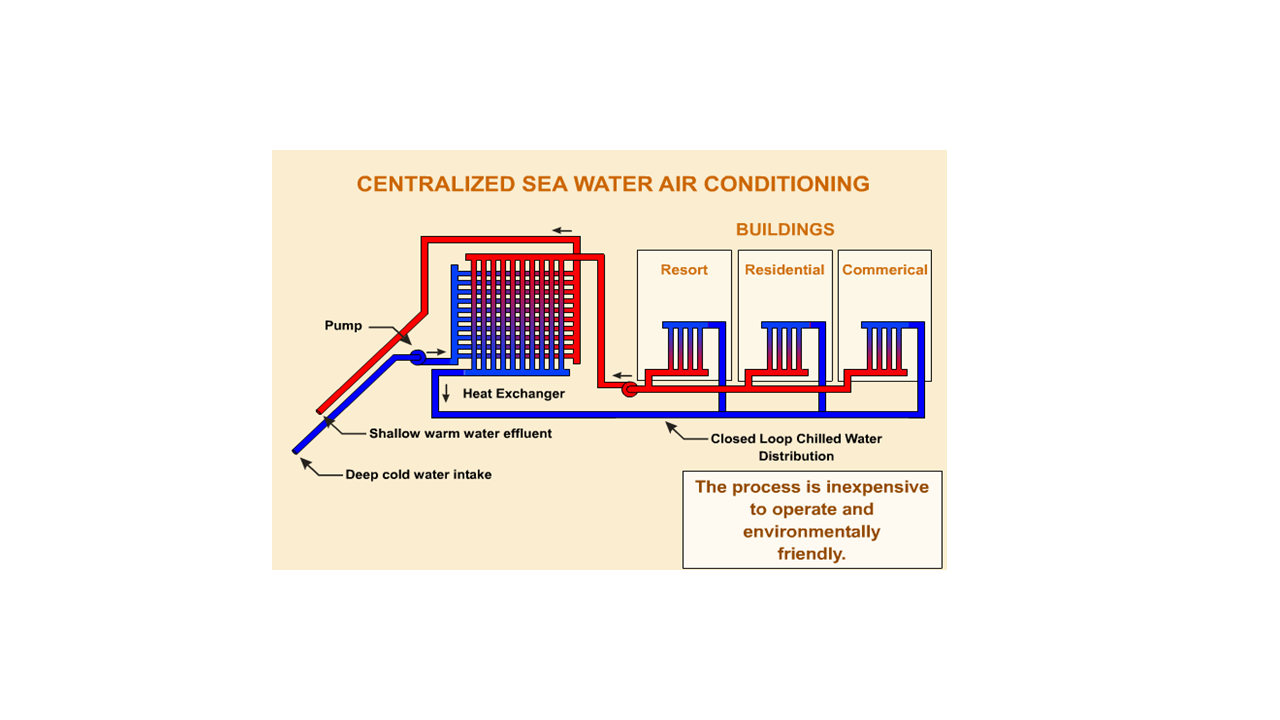 CENTRALIZED SEA WATER AIR CONDITIONING
BUILDINGS
Resort
Residential
Commerical
Pump
Heat Exchanger
Shallow warm water effluent
Closed Loop Chilled Water
Distribution
Deep cold water intake
The process is inexpensive
to operate and
environmentally
friendly.